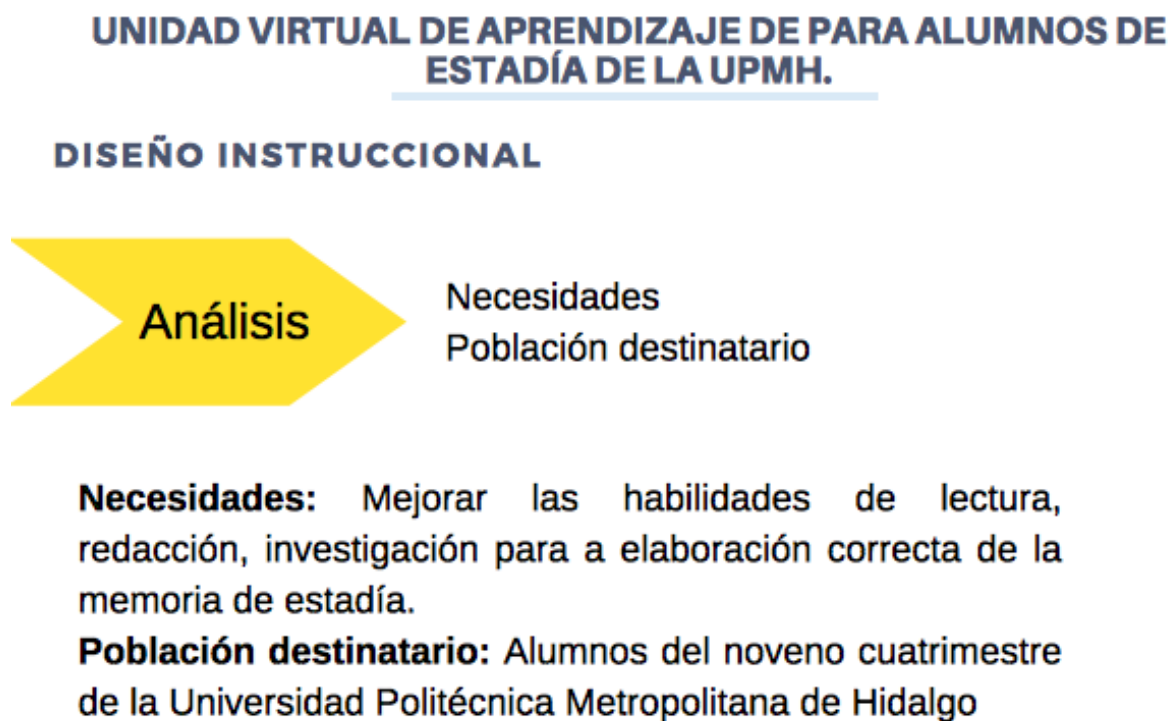 UNIDAD VIRTUAL DE APRENDIZAJE DE PARA ALUMNOS DE
ESTADÍA DE LA UPMH.
DISEÑO INSTRUCCIONAL
Análisis
Necesidades
Población destinatario
Necesidades: Mejorar las habilidades de lectura,
redacción, investigación para a elaboración correcta de la
memoria de estadía.
Población destinatario: Alumnos del noveno cuatrimestre
de la Universidad Politécnica Metropolitana de Hidalgo